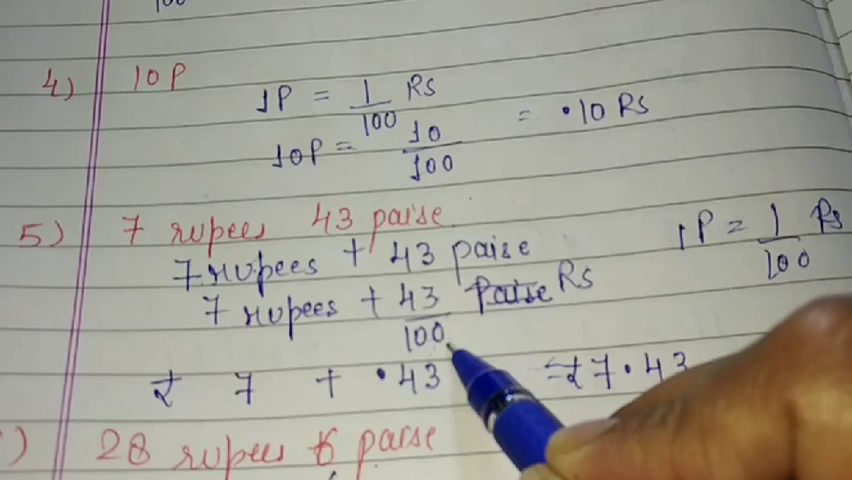 100
4) 10P
1P = 1/100 Rs
10P = 10/100 = .10 Rs
5) 7 rupees 43 paise
7 rupees + 43 paise 1P = 1/100 Rs
7 rupees + 43/100 Paise Rs
₹ 7 + .43 = ₹ 7.43
) 28 rupees 6 paise